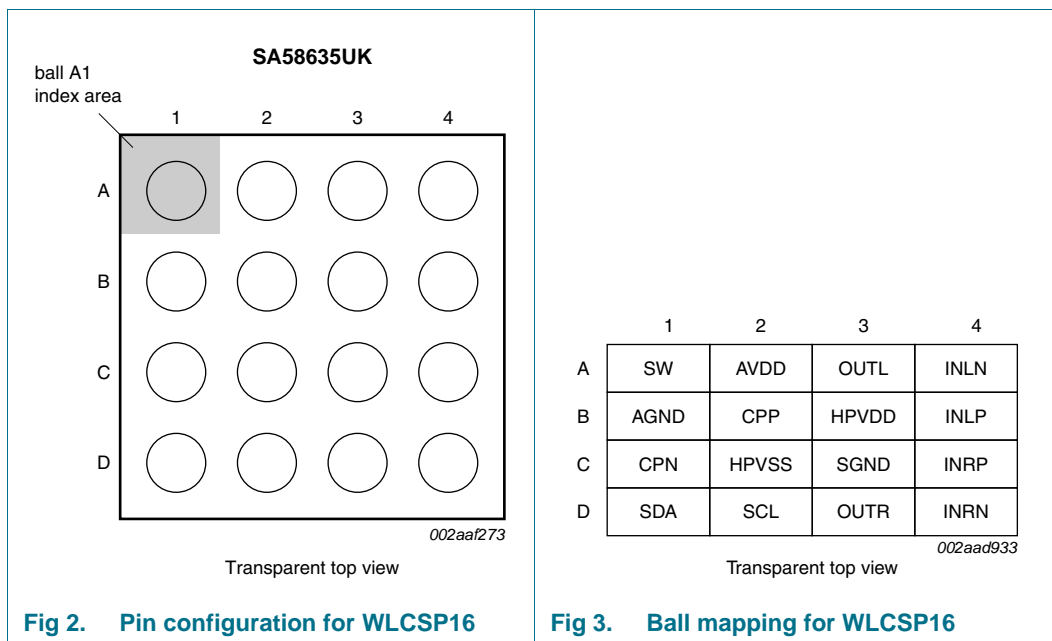 SA58635UK
ball A1
index area
1 2 3 4
A
B
C
D
002aaf273
Transparent top view
Fig 2. Pin configuration for WLCSP16
1 2 3 4
A SW AVDD OUTL INLN
B AGND CPP HPVDD INLP
C CPN HPVSS SGND INRP
D SDA SCL OUTR INRN
002aad933
Transparent top view
Fig 3. Ball mapping for WLCSP16